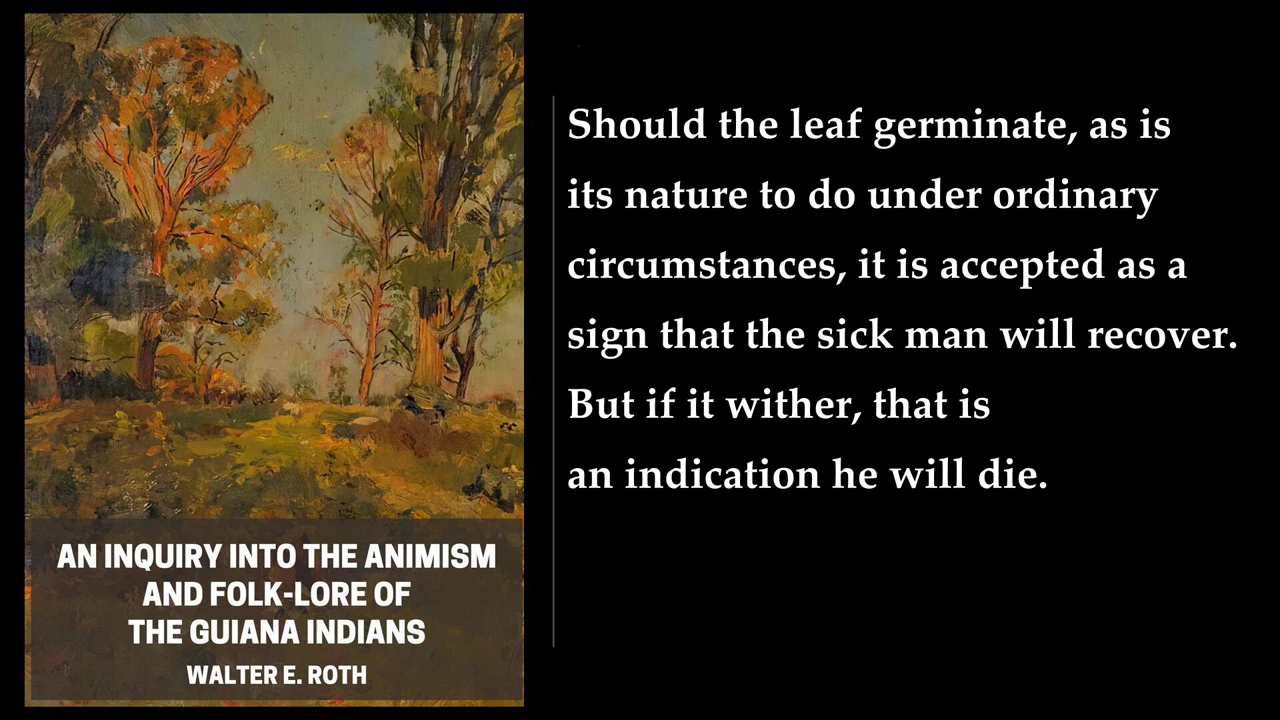 Should the leaf germinate, as is
its nature to do under ordinary
circumstances, it is accepted as a
sign that the sick man will recover.
But if it wither, that is
an indication he will die.
AN INQUIRY INTO THE ANIMISM
AND FOLK-LORE OF
THE GUIANA INDIANS
WALTER E. ROTH